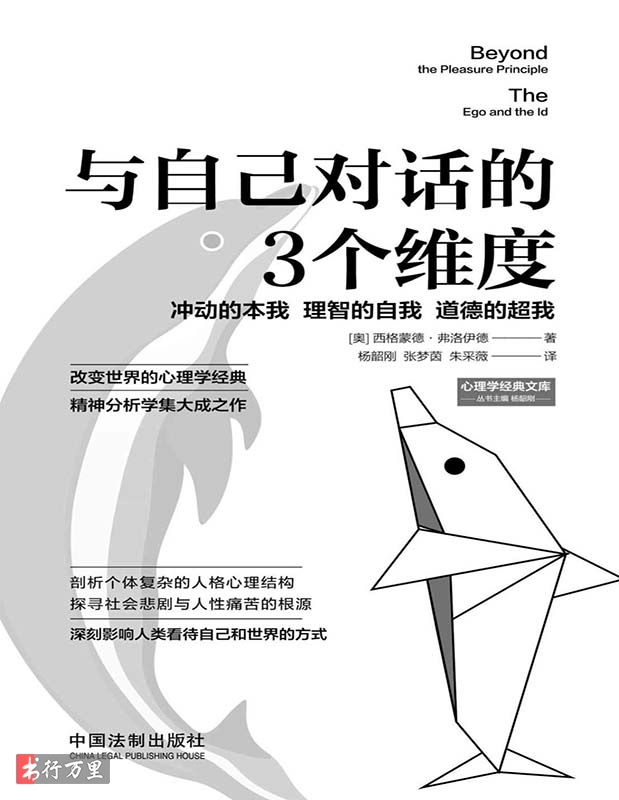 Beyond
the Pleasure Principle
The
Ego and the Id
与自己对话的
3个维度
冲动的本我 理智的自我 道德的超我
[奥] 西格蒙德·弗洛伊德 —— 著
杨韶刚 张梦茵 朱采薇 —— 译
改变世界的心理学经典
精神分析学集大成之作
心理学经典文库
丛书主编 杨韶刚
剖析个体复杂的人格心理结构
探寻社会悲剧与人性痛苦的根源
深刻影响人类看待自己和世界的方式
中国法制出版社
CHINA LEGAL PUBLISHING HOUSE
书行万里